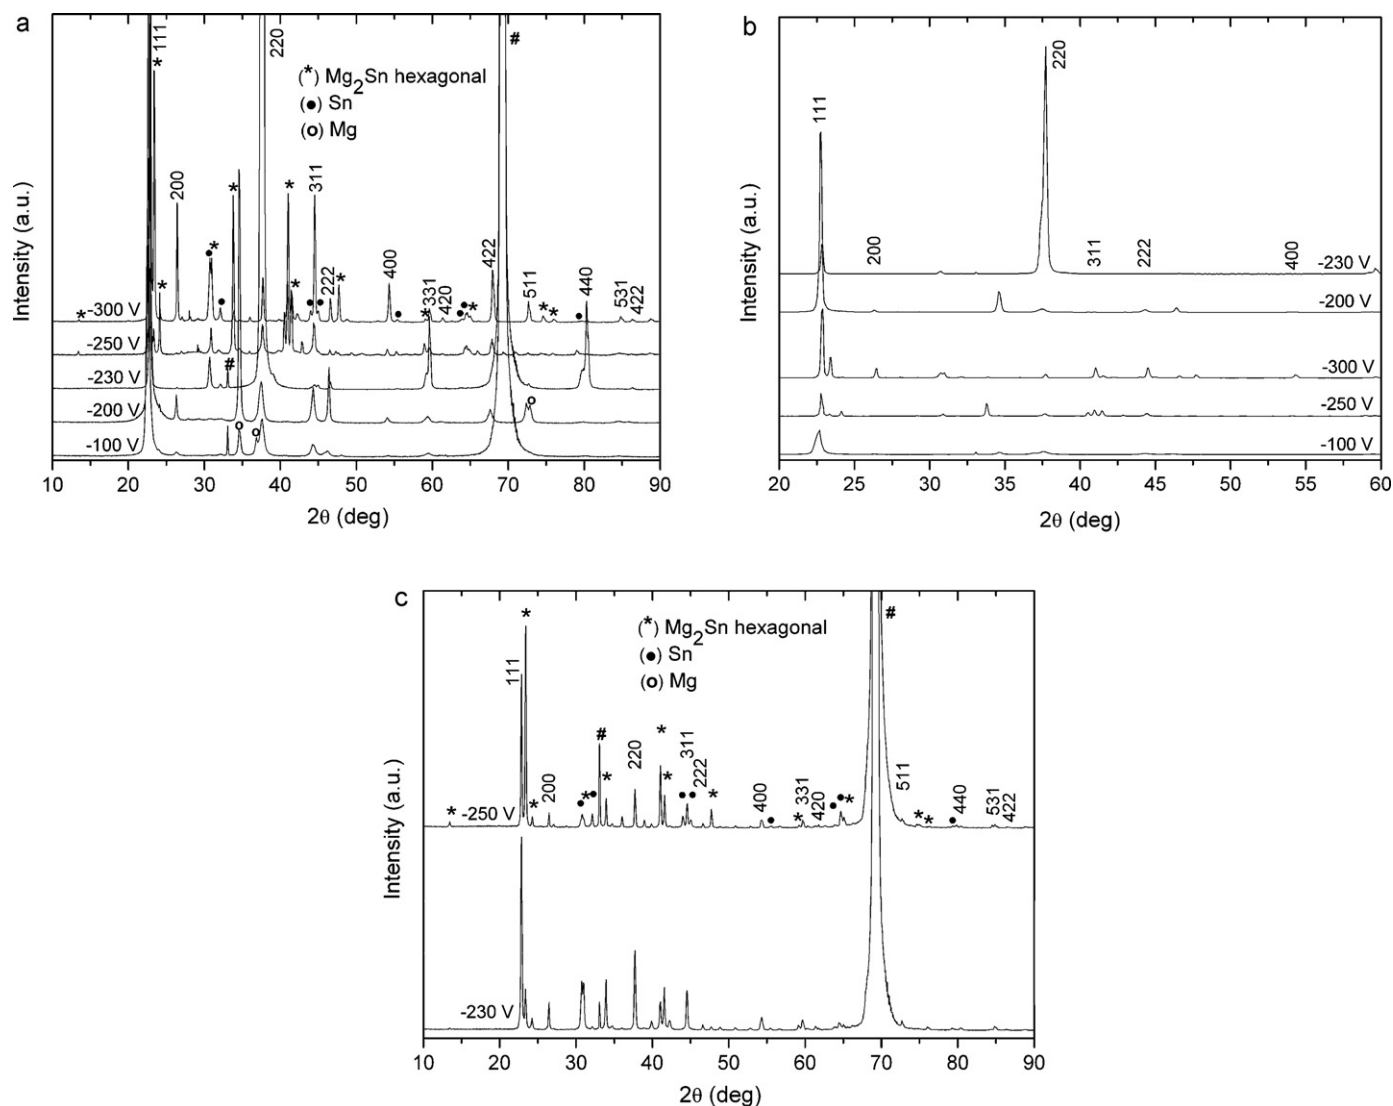 a
111
220
#
(*) Mg2Sn hexagonal
(●) Sn
(o) Mg
*
200
*
●
*
*
311
*
*
●
*
●
●
222
*
400
●
*
331
420
●
*
422
511
*
*
●
440
531
422
*
-300 V
-250 V
-230 V
#
-200 V
o
-100 V
o
o
Intensity (a.u.)
10 20 30 40 50 60 70 80 90
2θ (deg)
b
111
220
200
311
222
400
-230 V
-200 V
-300 V
-250 V
-100 V
Intensity (a.u.)
20 25 30 35 40 45 50 55 60
2θ (deg)
c
111
*
(*) Mg2Sn hexagonal
(●) Sn
(o) Mg
#
*
*
200
●
*
●
#
*
220
*
*
●
311
●
222
*
400
●
*
331
420
●
●
*
511
*
*
●
440
531
422
-250 V
-230 V
Intensity (a.u.)
10 20 30 40 50 60 70 80 90
2θ (deg)